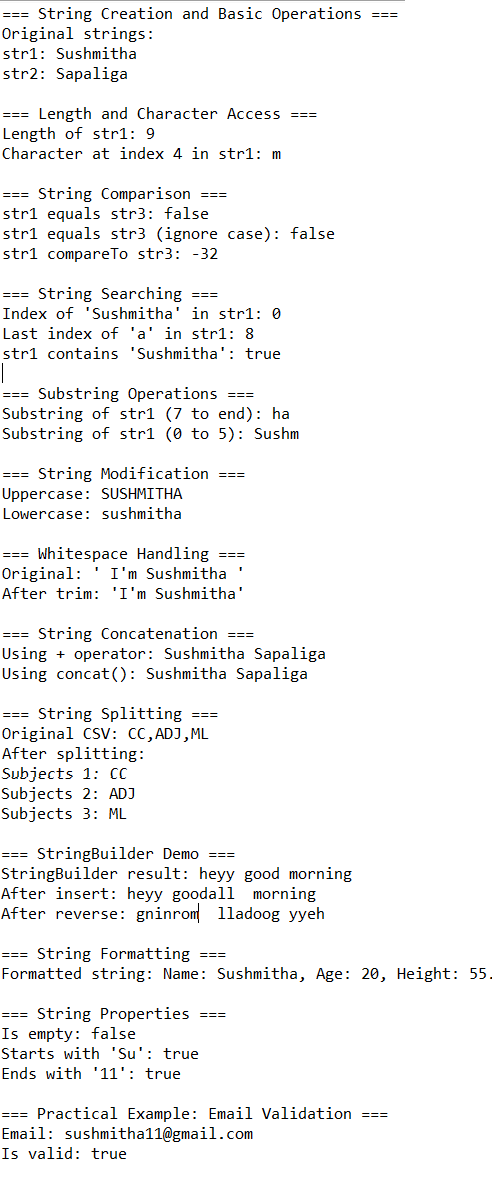 === String Creation and Basic Operations ===
Original strings:
str1: Sushmitha
str2: Sapaliga
=== Length and Character Access ===
Length of str1: 9
Character at index 4 in str1: m
=== String Comparison ===
str1 equals str3: false
str1 equals str3 (ignore case): false
str1 compareTo str3: -32
=== String Searching ===
Index of 'Sushmitha' in str1: 0
Last index of 'a' in str1: 8
str1 contains 'Sushmitha': true
=== Substring Operations ===
Substring of str1 (7 to end): ha
Substring of str1 (0 to 5): Sushm
=== String Modification ===
Uppercase: SUSHMITHA
Lowercase: sushmitha
=== Whitespace Handling ===
Original: ' I'm Sushmitha '
After trim: 'I'm Sushmitha'
=== String Concatenation ===
Using + operator: Sushmitha Sapaliga
Using concat(): Sushmitha Sapaliga
=== String Splitting ===
Original CSV: CC,ADJ,ML
After splitting:
Subjects 1: CC
Subjects 2: ADJ
Subjects 3: ML
=== StringBuilder Demo ===
StringBuilder result: heyy good morning
After insert: heyy goodall  morning
After reverse: gninrom  lladoog yyeh
=== String Formatting ===
Formatted string: Name: Sushmitha, Age: 20, Height: 55.
=== String Properties ===
Is empty: false
Starts with 'Su': true
Ends with '11': true
=== Practical Example: Email Validation ===
Email: sushmitha11@gmail.com
Is valid: true